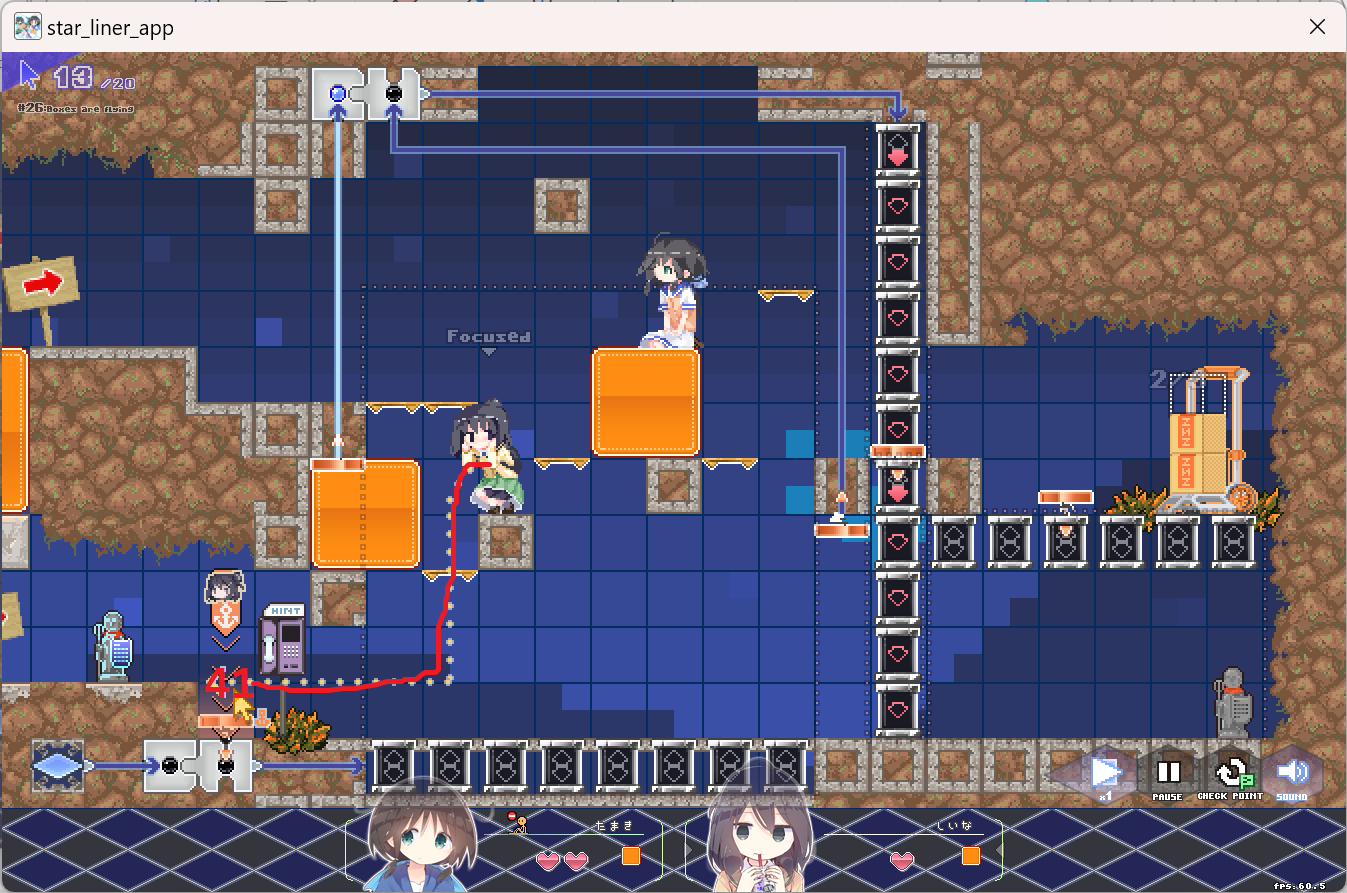 star_liner_app
13 /20
#26:Boxes are flying
Focused
2
HINT
41
x1
PAUSE
CHECK POINT
SOUND
たまき
しいな
fps:60.5